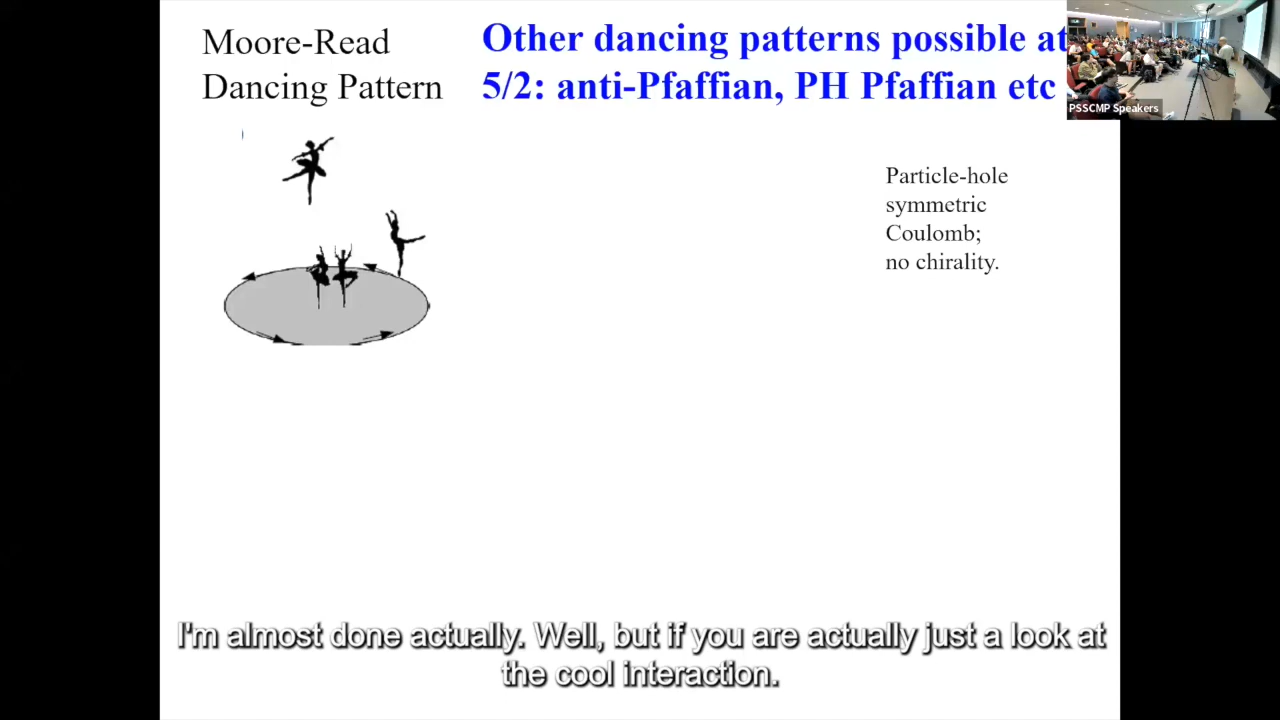 Moore-Read
Dancing Pattern
Other dancing patterns possible at
5/2: anti-Pfaffian, PH Pfaffian etc
PSSCMP Speakers
Particle-hole
symmetric
Coulomb;
no chirality.
I'm almost done actually. Well, but if you are actually just a look at
the cool interaction.